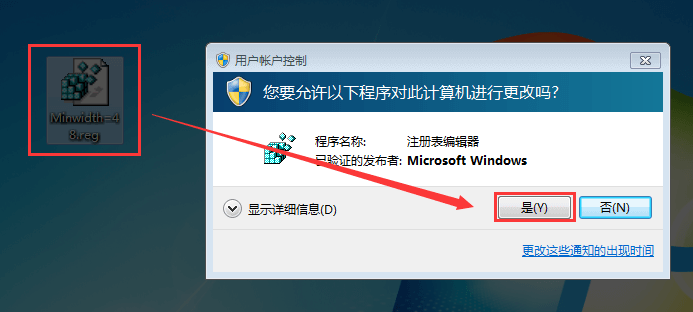 Minwidth=4
8.reg
用户帐户控制
您要允许以下程序对此计算机进行更改吗?
程序名称: 注册表编辑器
已验证的发布者: Microsoft Windows
显示详细信息(D)
是(Y)
否(N)
更改这些通知的出现时间